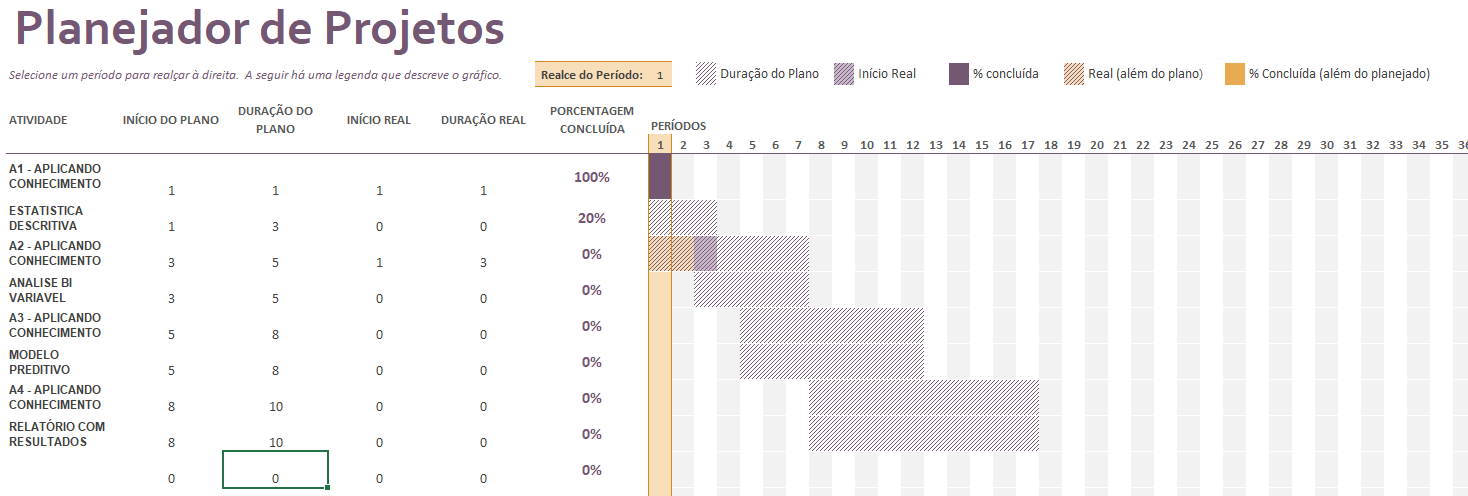 Planejador de Projetos
Selecione um período para realçar à direita. A seguir há uma legenda que descreve o gráfico.
Realce do Período: 1
Duração do Plano
Início Real
% concluída
Real (além do plano)
% Concluída (além do planejado)
ATIVIDADE
INÍCIO DO PLANO
DURAÇÃO DO
PLANO
INÍCIO REAL
DURAÇÃO REAL
PORCENTAGEM
CONCLUÍDA
PERÍODOS
1 2 3 4 5 6 7 8 9 10 11 12 13 14 15 16 17 18 19 20 21 22 23 24 25 26 27 28 29 30 31 32 33 34 35 36
A1 - APLICANDO
CONHECIMENTO
1 1 1 1 100%
ESTATISTICA
DESCRITIVA
1 3 0 0 20%
A2 - APLICANDO
CONHECIMENTO
3 5 1 3 0%
ANALISE BI
VARIAVEL
3 5 0 0 0%
A3 - APLICANDO
CONHECIMENTO
5 8 0 0 0%
MODELO
PREDITIVO
5 8 0 0 0%
A4 - APLICANDO
CONHECIMENTO
8 10 0 0 0%
RELATÓRIO COM
RESULTADOS
8 10 0 0 0%
0 0 0 0 0%